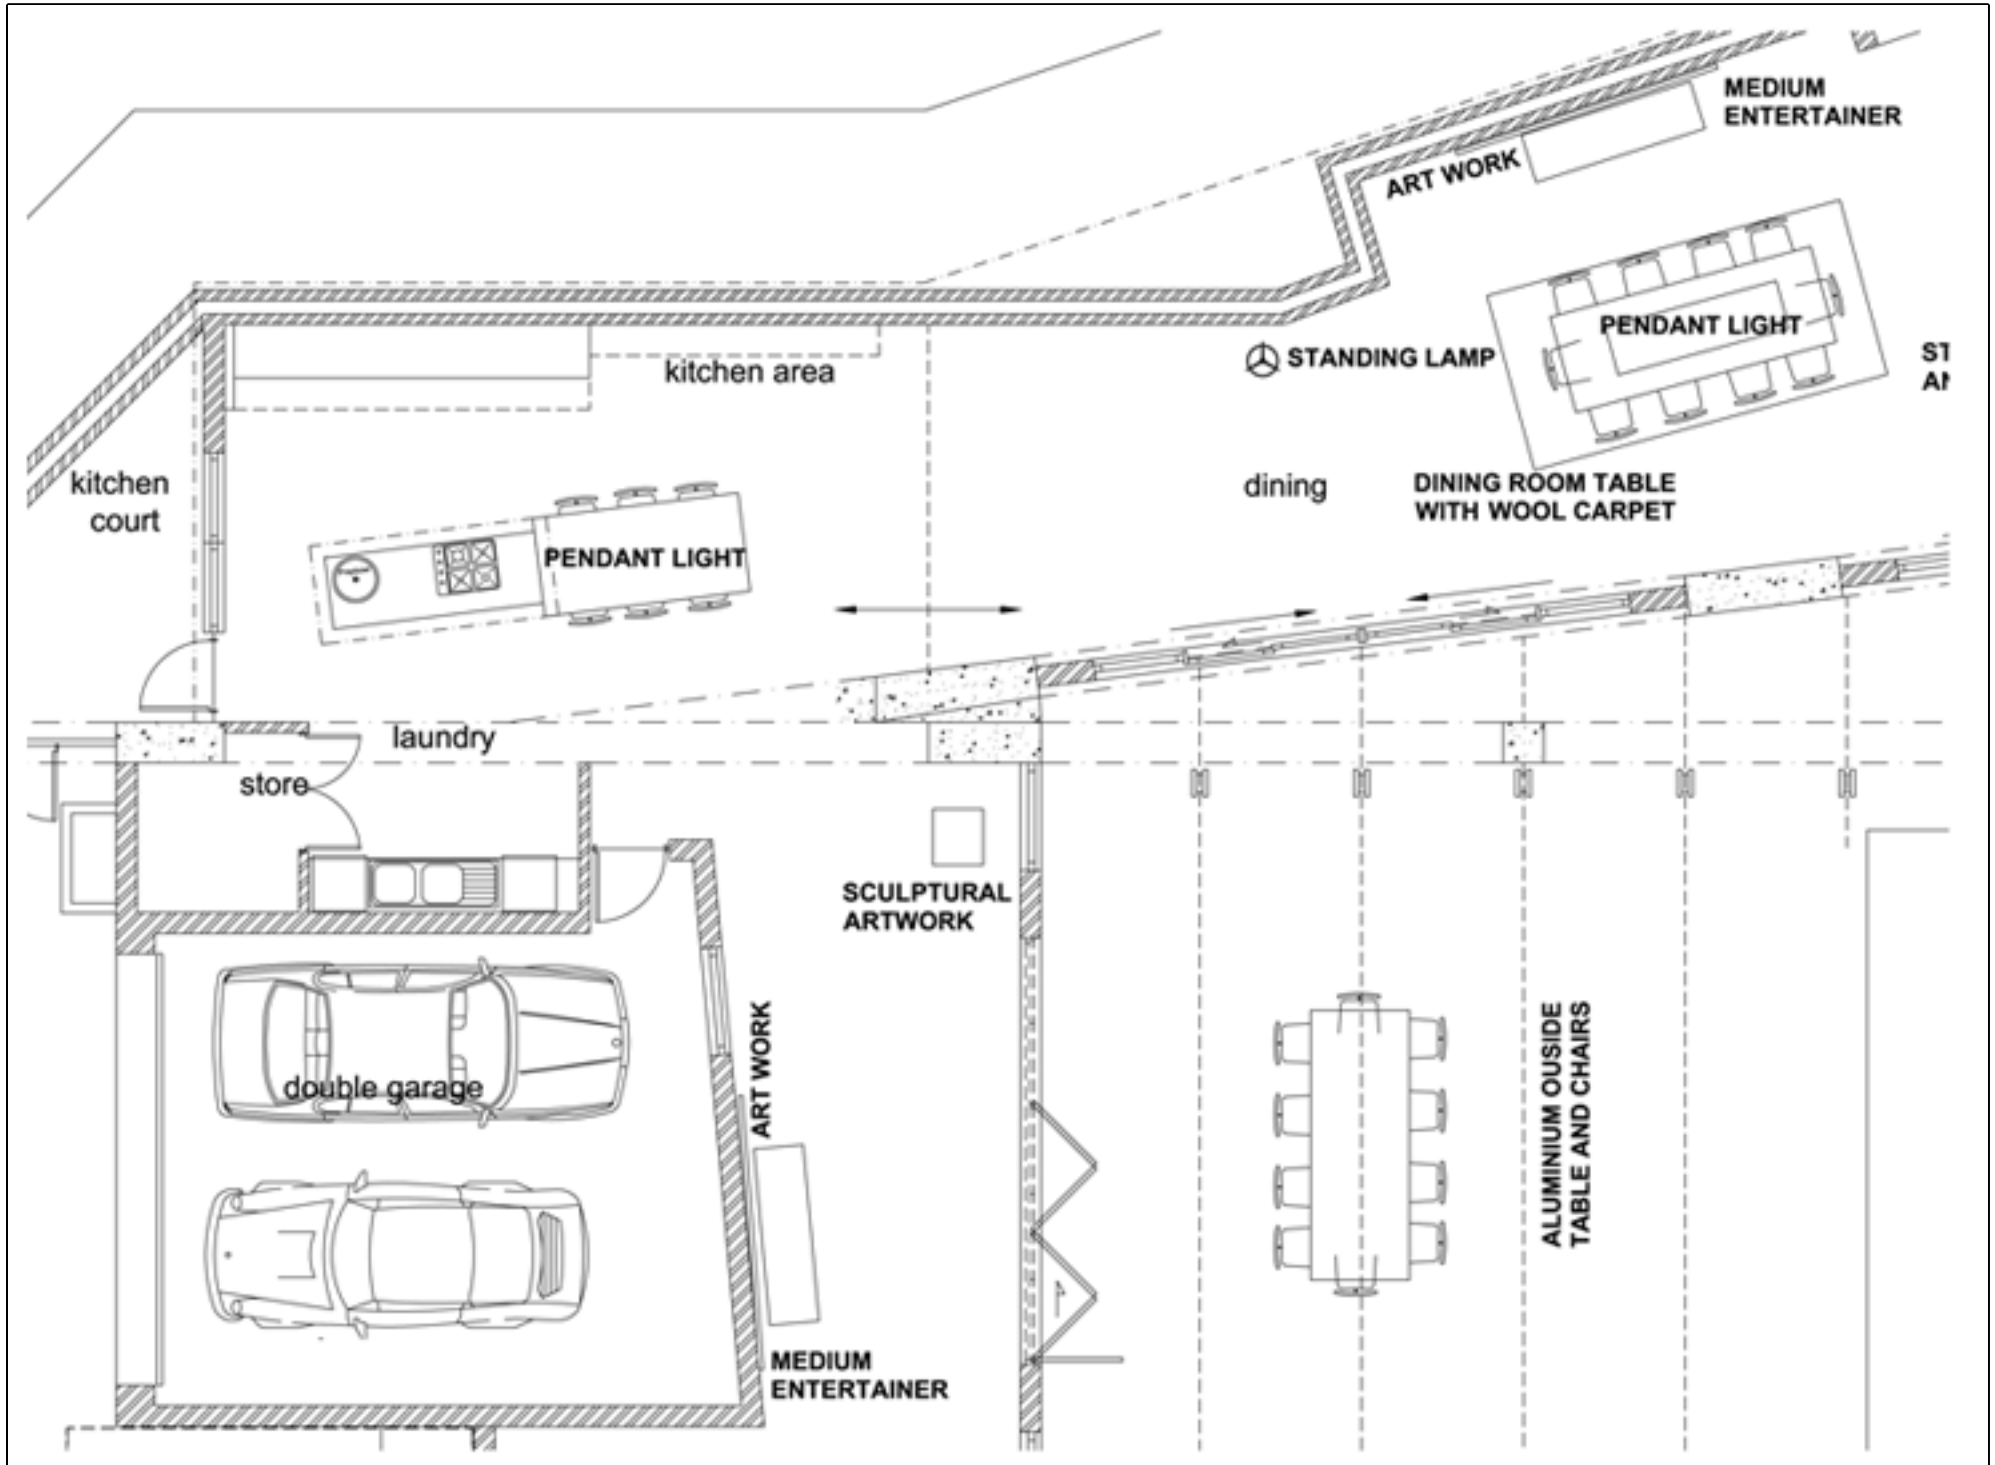 MEDIUM
ENTERTAINER
ART WORK
PENDANT LIGHT
STANDING LAMP
ST
kitchen area
kitchen
court
dining
DINING ROOM TABLE
WITH WOOL CARPET
PENDANT LIGHT
laundry
store
SCULPTURAL
ARTWORK
ART WORK
double garage
ALUMINIUM OUSIDE
TABLE AND CHAIRS
MEDIUM
ENTERTAINER